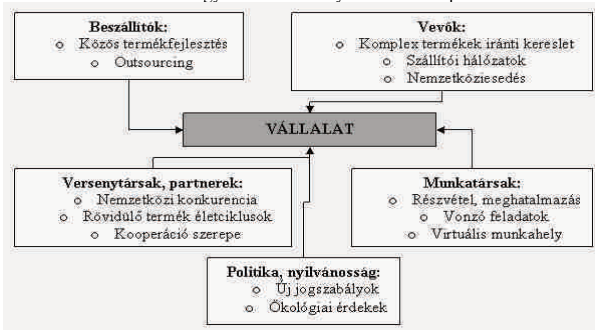 Beszállítók:
o Közös termékfejlesztés
o Outsourcing
Vevők:
o Komplex termékek iránti kereslet
o Szállítói hálózatok
o Nemzetköziesedés
VÁLLALAT
Versenytársak, partnerek:
o Nemzetközi konkurencia
o Rövidülő termék életciklusok
o Kooperáció szerepe
Munkatársak:
o Részvétel, meghatalmazás
o Vonzó feladatok
o Virtuális munkahely
Politika, nyilvánosság:
o Új jogszabályok
o Ökológiai érdekek